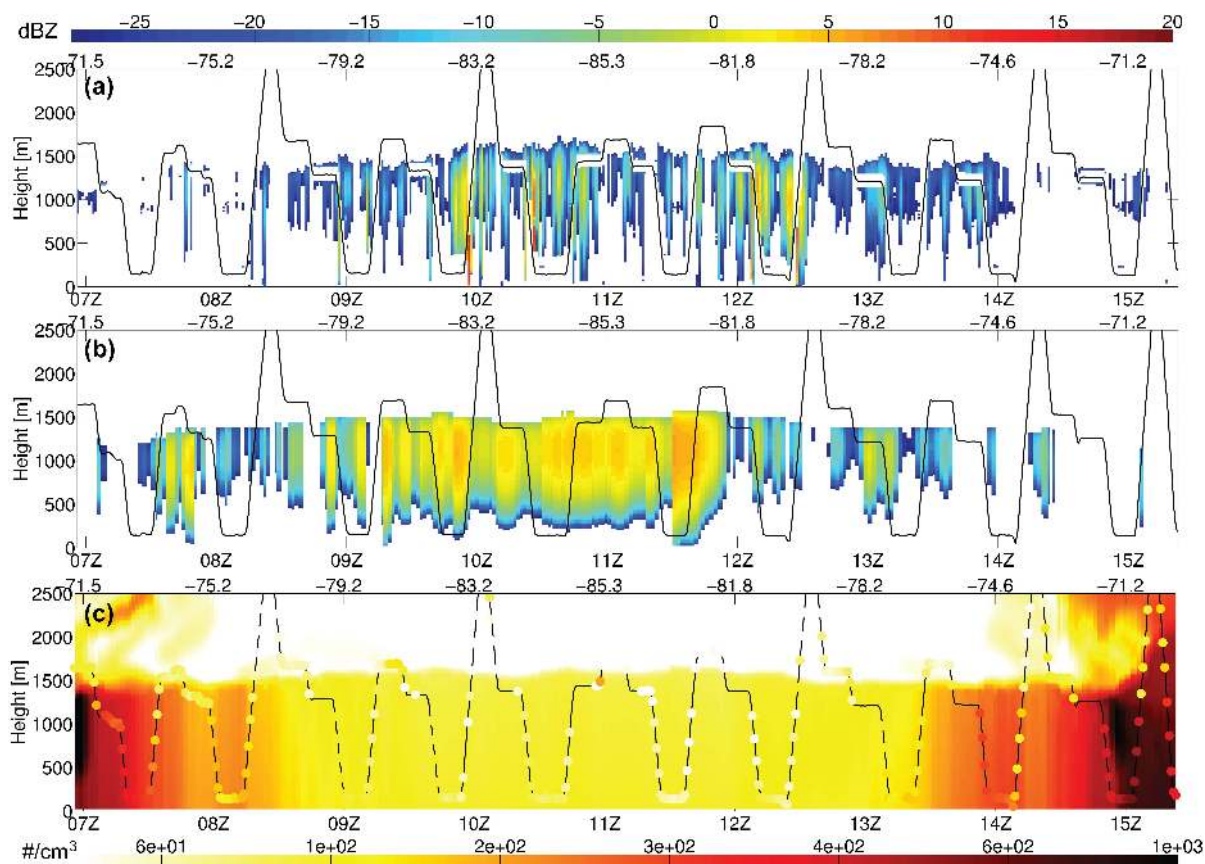 dBZ −25 −20 −15 −10 −5 0 5 10 15 20
−71.5 −75.2 −79.2 −83.2 −85.3 −81.8 −78.2 −74.6 −71.2
(a)
Height [m]
2500
2000
1500
1000
500
0
07Z 08Z 09Z 10Z 11Z 12Z 13Z 14Z 15Z
−71.5 −75.2 −79.2 −83.2 −85.3 −81.8 −78.2 −74.6 −71.2
(b)
Height [m]
2500
2000
1500
1000
500
0
07Z 08Z 09Z 10Z 11Z 12Z 13Z 14Z 15Z
−71.5 −75.2 −79.2 −83.2 −85.3 −81.8 −78.2 −74.6 −71.2
(c)
Height [m]
2500
2000
1500
1000
500
0
07Z 08Z 09Z 10Z 11Z 12Z 13Z 14Z 15Z
#/cm³ 6e+01 1e+02 2e+02 3e+02 4e+02 6e+02 1e+03